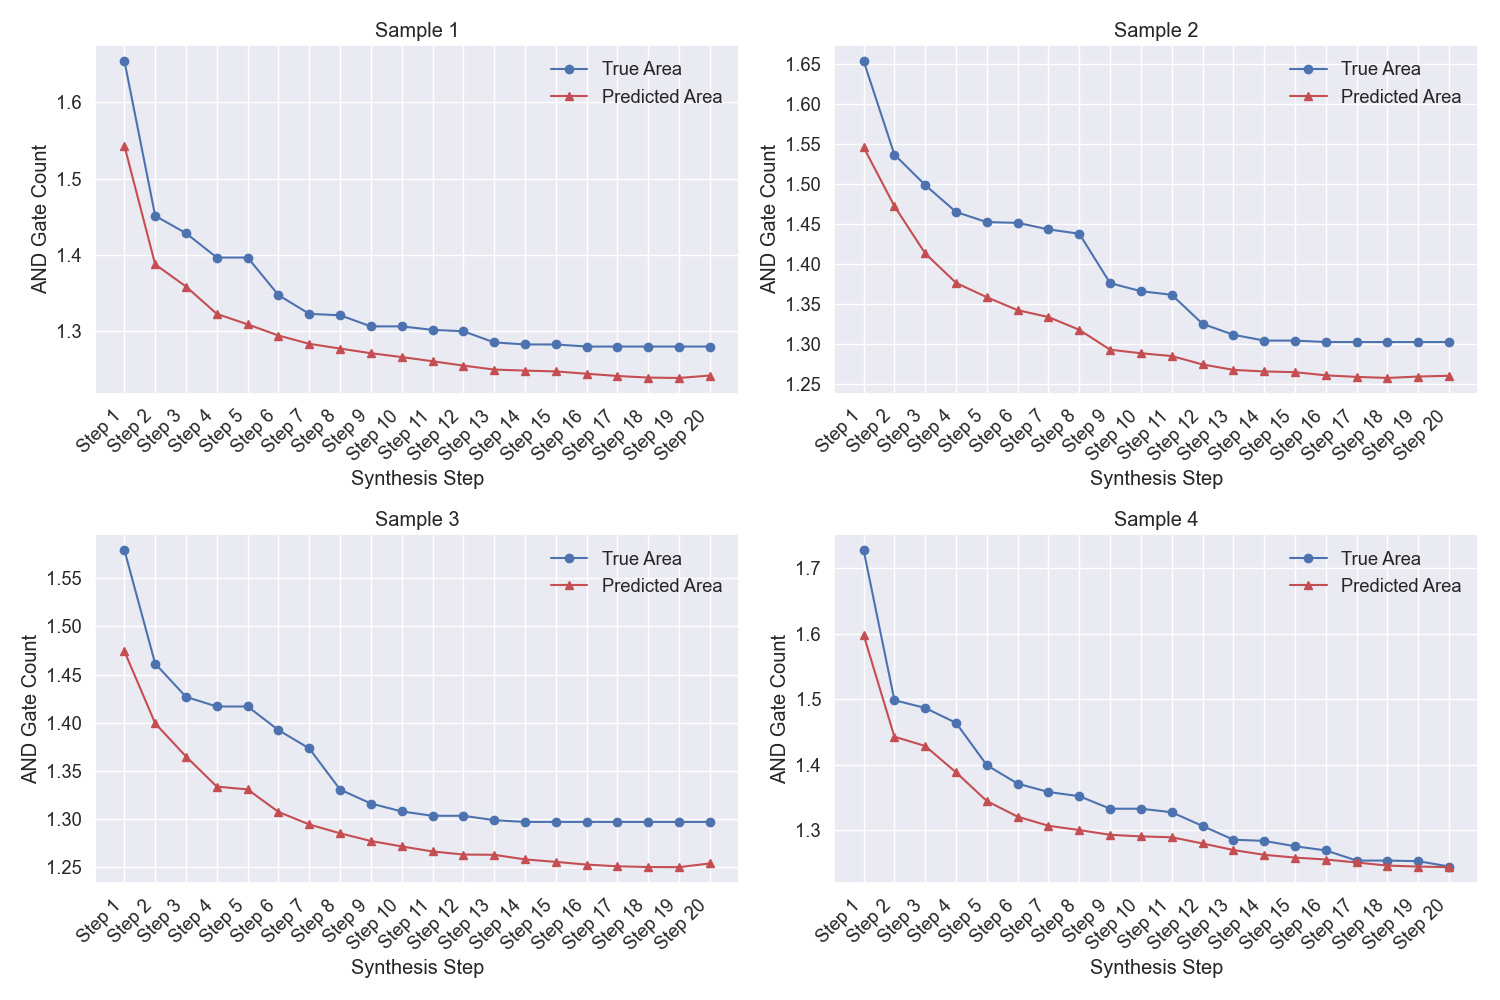 Sample 1
True Area
Predicted Area
AND Gate Count
1.6
1.5
1.4
1.3
Step 1
Step 2
Step 3
Step 4
Step 5
Step 6
Step 7
Step 8
Step 9
Step 10
Step 11
Step 12
Step 13
Step 14
Step 15
Step 16
Step 17
Step 18
Step 19
Step 20
Synthesis Step
Sample 2
True Area
Predicted Area
AND Gate Count
1.65
1.60
1.55
1.50
1.45
1.40
1.35
1.30
1.25
Step 1
Step 2
Step 3
Step 4
Step 5
Step 6
Step 7
Step 8
Step 9
Step 10
Step 11
Step 12
Step 13
Step 14
Step 15
Step 16
Step 17
Step 18
Step 19
Step 20
Synthesis Step
Sample 3
True Area
Predicted Area
AND Gate Count
1.55
1.50
1.45
1.40
1.35
1.30
1.25
Step 1
Step 2
Step 3
Step 4
Step 5
Step 6
Step 7
Step 8
Step 9
Step 10
Step 11
Step 12
Step 13
Step 14
Step 15
Step 16
Step 17
Step 18
Step 19
Step 20
Synthesis Step
Sample 4
True Area
Predicted Area
AND Gate Count
1.7
1.6
1.5
1.4
1.3
Step 1
Step 2
Step 3
Step 4
Step 5
Step 6
Step 7
Step 8
Step 9
Step 10
Step 11
Step 12
Step 13
Step 14
Step 15
Step 16
Step 17
Step 18
Step 19
Step 20
Synthesis Step